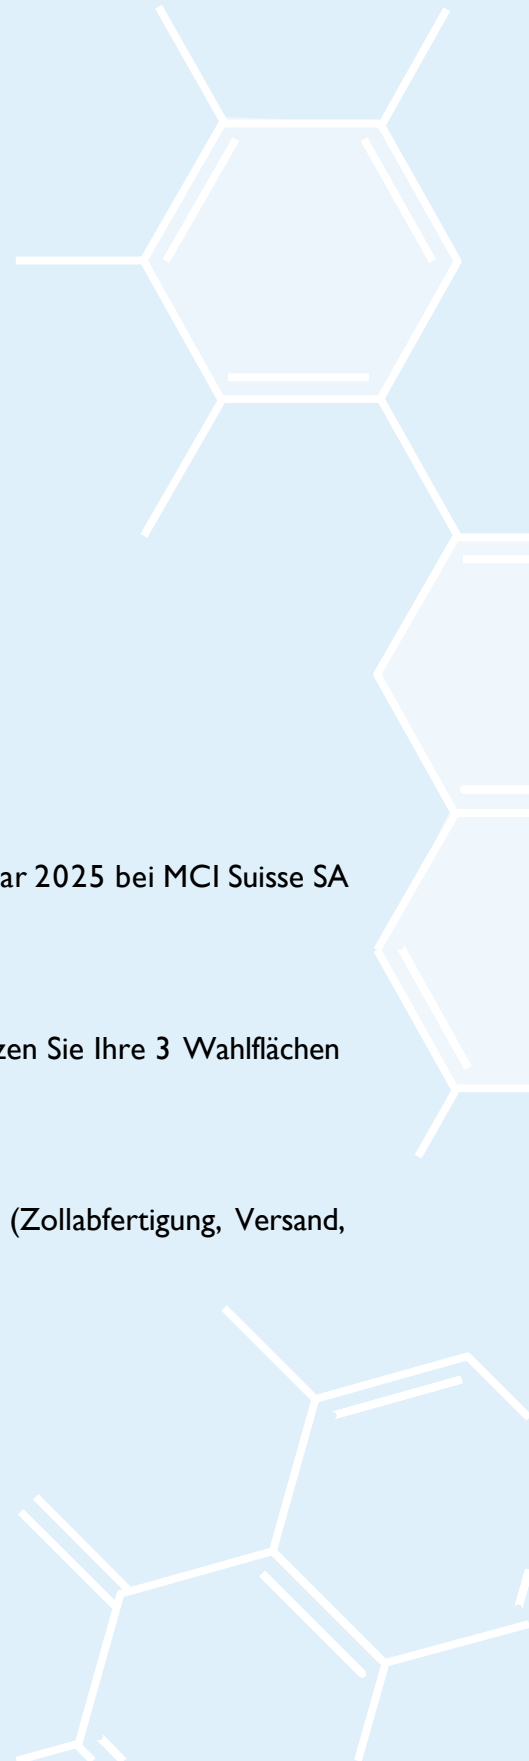 ar 2025 bei MCI Suisse SA
zen Sie Ihre 3 Wahlflächen
(Zollabfertigung, Versand,